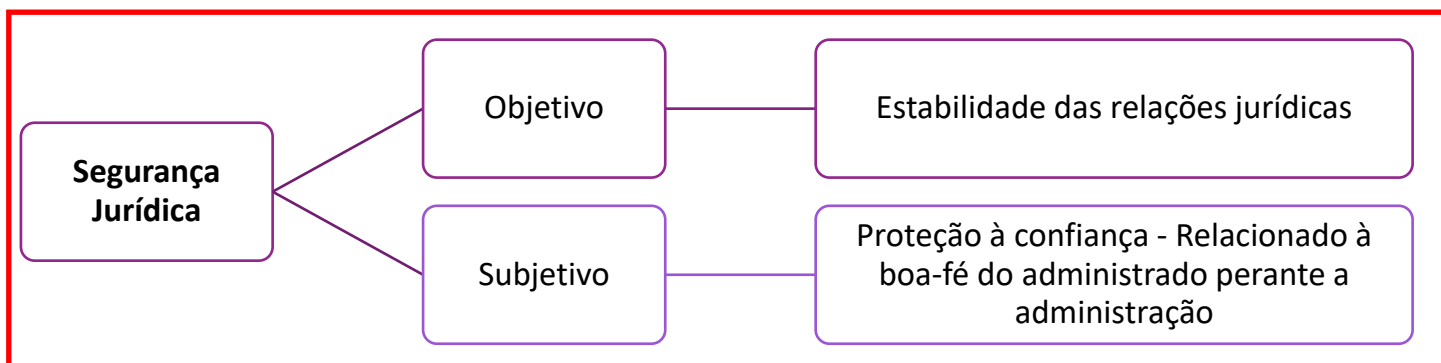 Segurança
Jurídica
Objetivo
Estabilidade das relações jurídicas
Subjetivo
Proteção à confiança - Relacionado à
boa-fé do administrado perante a
administração